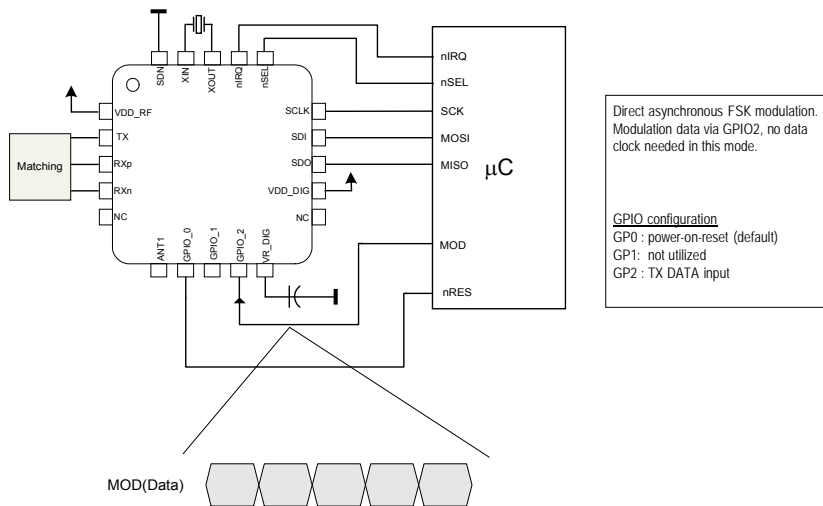 SDN
XIN
XOUT
nIRQ
nSEL
VDD_RF
TX
RXp
RXn
NC
Matching
SCLK
SDI
SDO
VDD_DIG
NC
ANT1
GPIO_0
GPIO_1
GPIO_2
VR_DIG
nIRQ
nSEL
SCK
MOSI
MISO
μC
MOD
nRES
Direct asynchronous FSK modulation.
Modulation data via GPIO2, no data
clock needed in this mode.
GPIO configuration
GP0 : power-on-reset (default)
GP1: not utilized
GP2 : TX DATA input
MOD(Data)